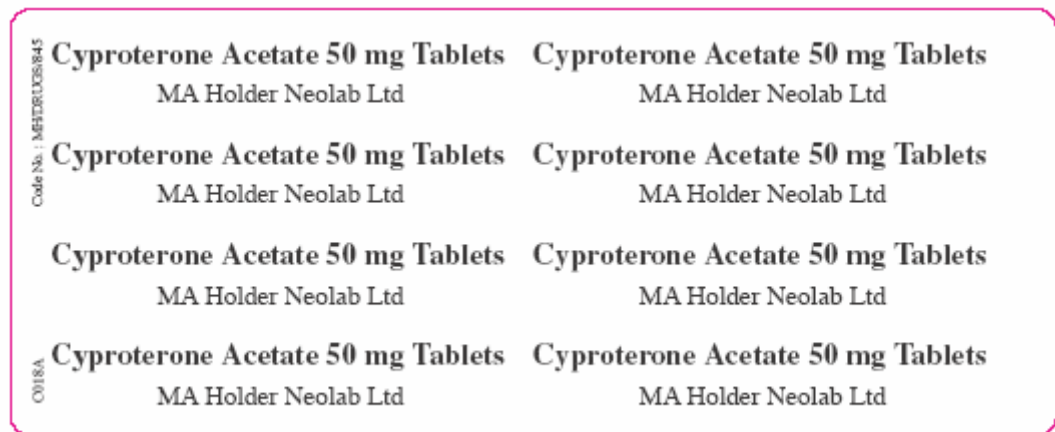 Code No. : MH/DRUGS/845
Cyproterone Acetate 50 mg Tablets Cyproterone Acetate 50 mg Tablets
MA Holder Neolab Ltd MA Holder Neolab Ltd
Cyproterone Acetate 50 mg Tablets Cyproterone Acetate 50 mg Tablets
MA Holder Neolab Ltd MA Holder Neolab Ltd
Cyproterone Acetate 50 mg Tablets Cyproterone Acetate 50 mg Tablets
MA Holder Neolab Ltd MA Holder Neolab Ltd
C018A
Cyproterone Acetate 50 mg Tablets Cyproterone Acetate 50 mg Tablets
MA Holder Neolab Ltd MA Holder Neolab Ltd